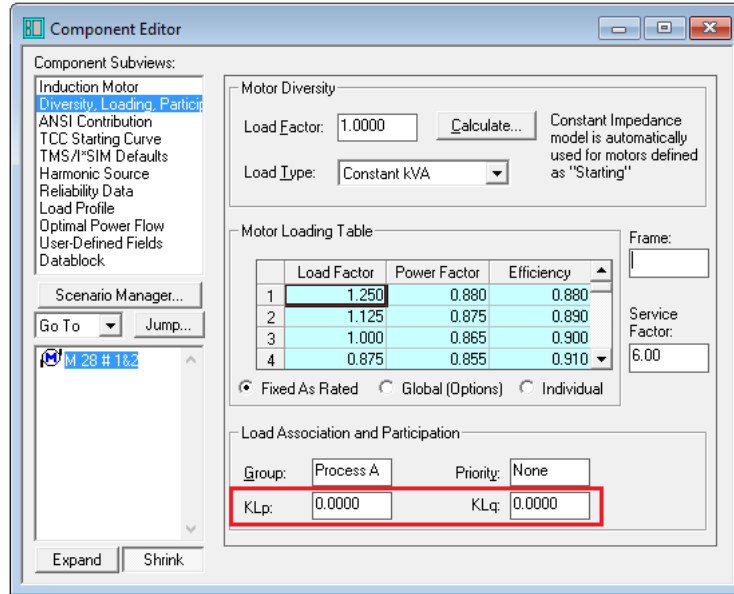 Component Editor
Component Subviews:
Induction Motor
Diversity, Loading, Particip
ANSI Contribution
TCC Starting Curve
TMS/I*SIM Defaults
Harmonic Source
Reliability Data
Load Profile
Optimal Power Flow
User-Defined Fields
Datablock
Scenario Manager...
Go To Jump...
M 28 # 1&2
Expand Shrink
Motor Diversity
Load Factor: 1.0000 Calculate...
Load Type: Constant kVA
Constant Impedance
model is automatically
used for motors defined
as "Starting"
Motor Loading Table
Load Factor Power Factor Efficiency
1 1.250 0.880 0.880
2 1.125 0.875 0.890
3 1.000 0.865 0.900
4 0.875 0.855 0.910
Fixed As Rated Global (Options) Individual
Frame:
Service
Factor:
6.00
Load Association and Participation
Group: Process A Priority: None
KLp: 0.0000 KLq: 0.0000